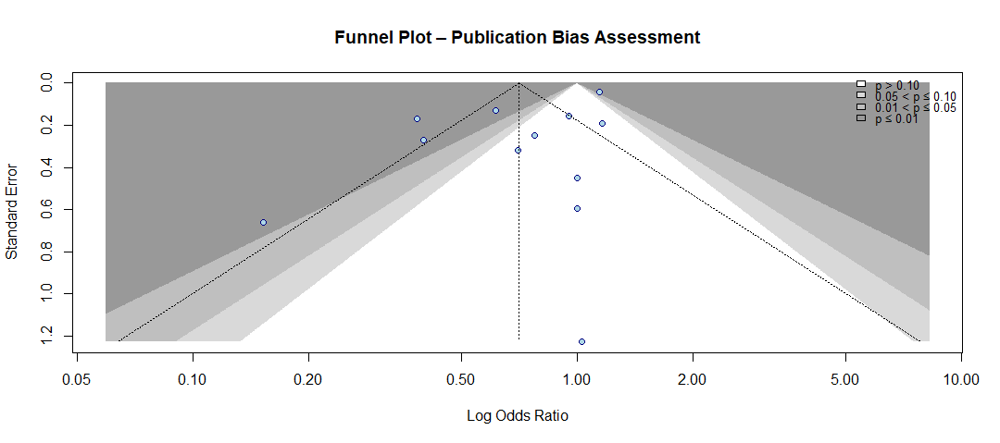 Funnel Plot – Publication Bias Assessment
p > 0.10
0.05 < p ≤ 0.10
0.01 < p ≤ 0.05
p ≤ 0.01
Standard Error
0.0
0.2
0.4
0.6
0.8
1.0
1.2
0.05
0.10
0.20
0.50
1.00
2.00
5.00
10.00
Log Odds Ratio